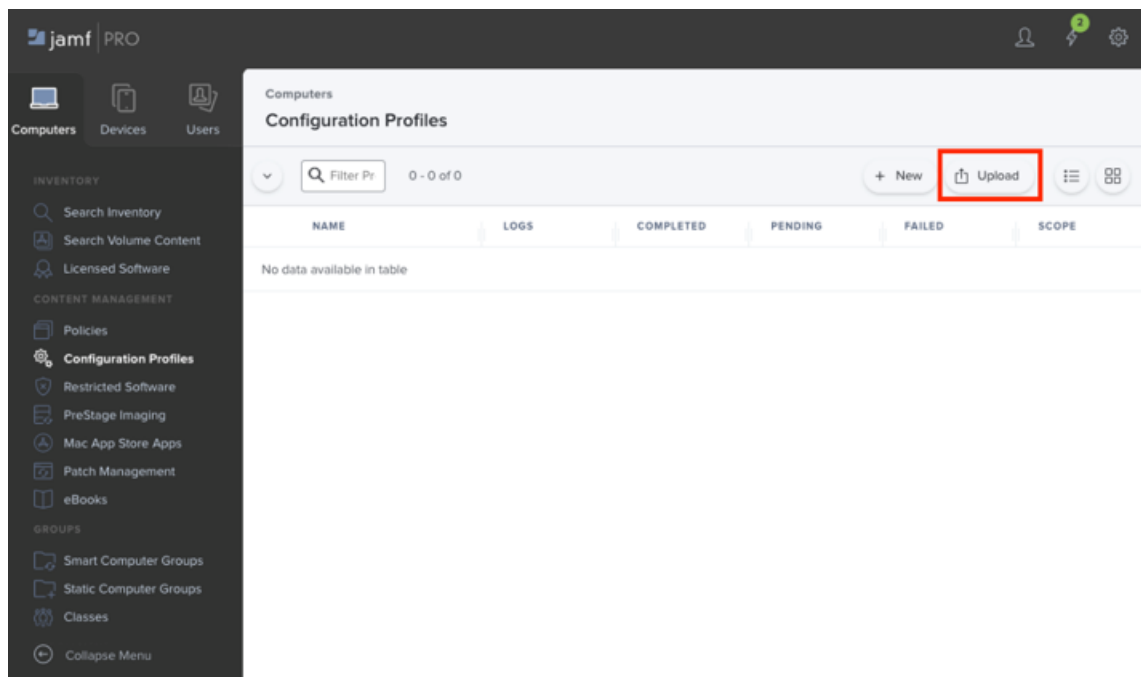 jamf PRO
2
Computers Devices Users
INVENTORY
Search Inventory
Search Volume Content
Licensed Software
CONTENT MANAGEMENT
Policies
Configuration Profiles
Restricted Software
PreStage Imaging
Mac App Store Apps
Patch Management
eBooks
GROUPS
Smart Computer Groups
Static Computer Groups
Classes
Collapse Menu
Computers
Configuration Profiles
Filter Pr 0 - 0 of 0 + New Upload
NAME LOGS COMPLETED PENDING FAILED SCOPE
No data available in table